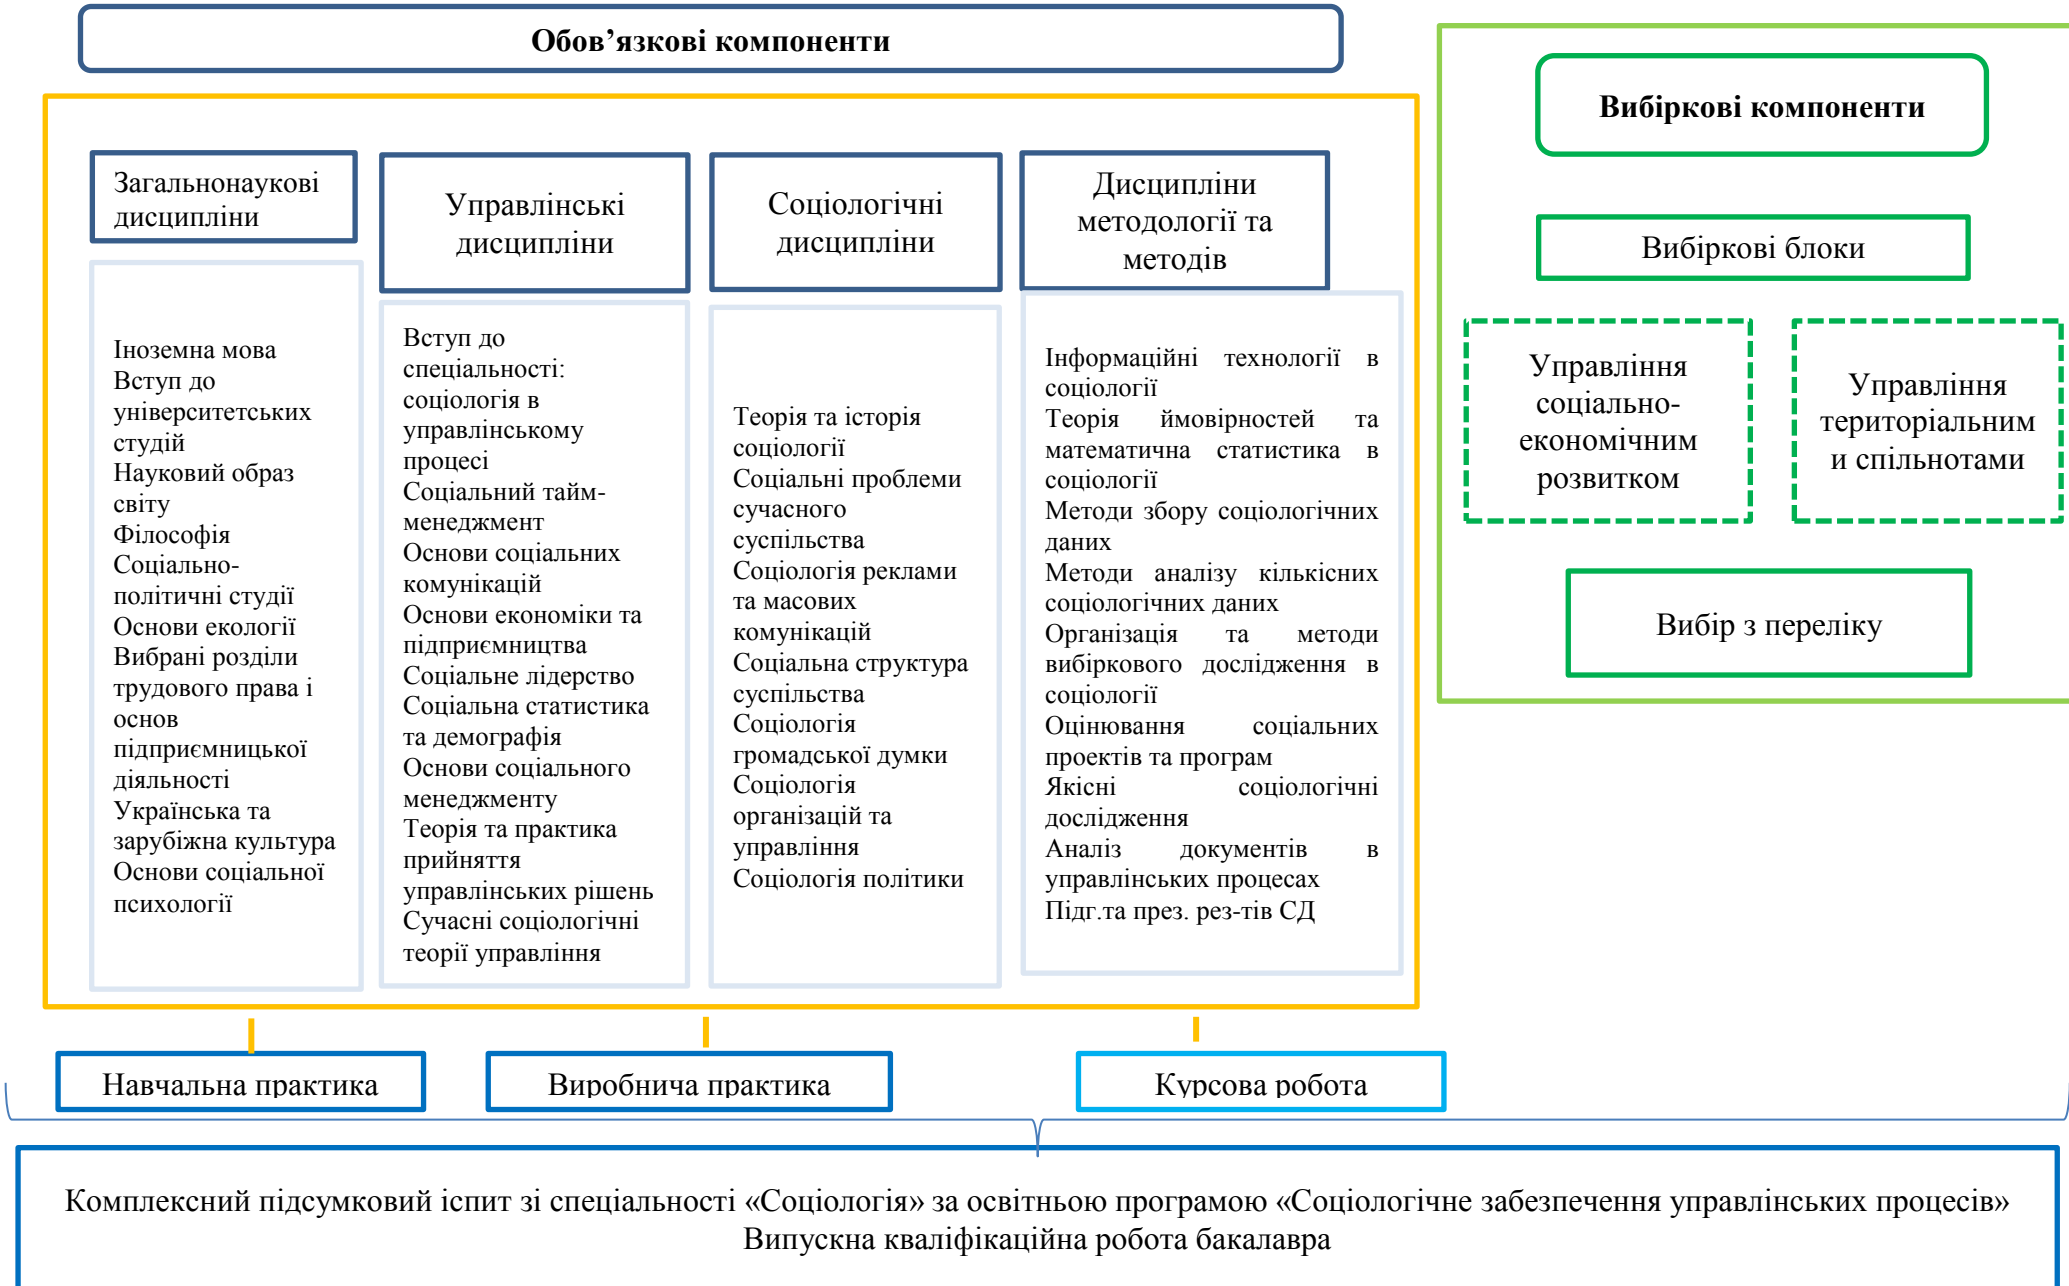 Обов’язкові компоненти
Загальнонаукові
дисципліни
Іноземна мова
Вступ до
університетських
студій
Науковий образ
світу
Філософія
Соціально-
політичні студії
Основи екології
Вибрані розділи
трудового права і
основ
підприємницької
діяльності
Українська та
зарубіжна культура
Основи соціальної
психології
Управлінські
дисципліни
Вступ до
спеціальності:
соціологія в
управлінському
процесі
Соціальний тайм-
менеджмент
Основи соціальних
комунікацій
Основи економіки та
підприємництва
Соціальне лідерство
Соціальна статистика
та демографія
Основи соціального
менеджменту
Теорія та практика
прийняття
управлінських рішень
Сучасні соціологічні
теорії управління
Соціологічні
дисципліни
Теорія та історія
соціології
Соціальні проблеми
сучасного
суспільства
Соціологія реклами
та масових
комунікацій
Соціальна структура
суспільства
Соціологія
громадської думки
Соціологія
організацій та
управління
Соціологія політики
Дисципліни
методології та
методів
Інформаційні технології в
соціології
Теорія ймовірностей та
математична статистика в
соціології
Методи збору соціологічних
даних
Методи аналізу кількісних
соціологічних даних
Організація та методи
вибіркового дослідження в
соціології
Оцінювання соціальних
проектів та програм
Якісні соціологічні
дослідження
Аналіз документів в
управлінських процесах
Підг.та през. рез-тів СД
Вибіркові компоненти
Вибіркові блоки
Управління
соціально-
економічним
розвитком
Управління
територіальним
и спільнотами
Вибір з переліку
Навчальна практика
Виробнича практика
Курсова робота
Комплексний підсумковий іспит зі спеціальності «Соціологія» за освітньою програмою «Соціологічне забезпечення управлінських процесів»
Випускна кваліфікаційна робота бакалавра